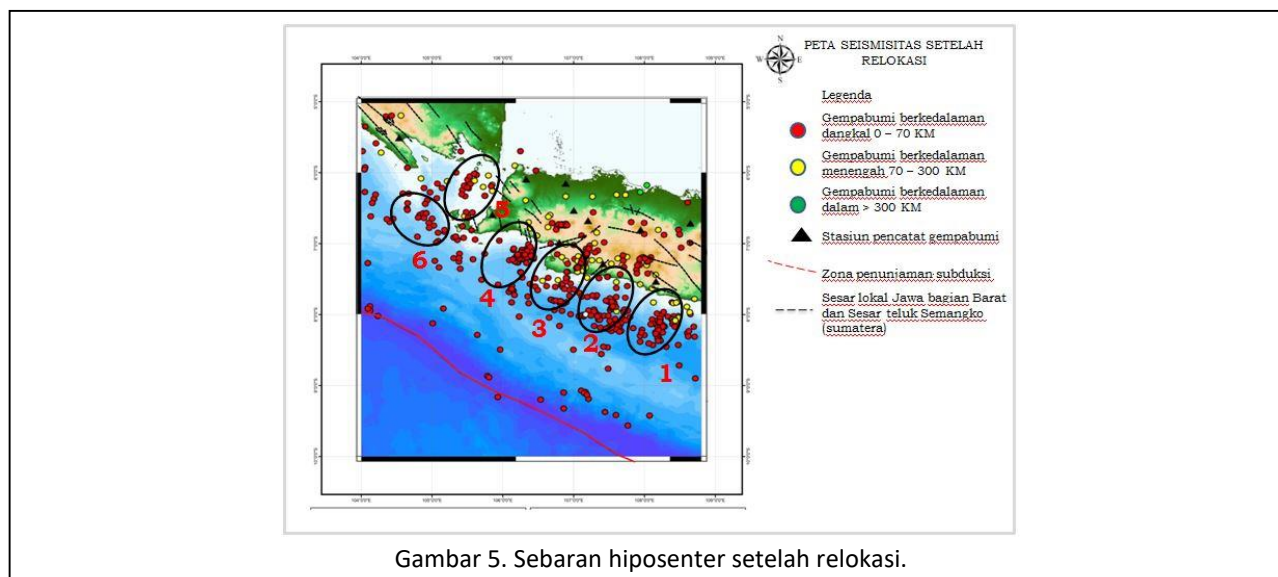 PETA SEISMISITAS SETELAH
RELOKASI
N
W E
S
Legenda
Gempabumi berkedalaman
dangkal 0 – 70 KM
Gempabumi berkedalaman
menengah 70 – 300 KM
Gempabumi berkedalaman
dalam > 300 KM
Stasiun pencatat gempabumi
Zona penunjaman subduksi
Sesar lokal Jawa bagian Barat
dan Sesar teluk Semangko
(sumatera)
5
6
4
3
2
1
Gambar 5. Sebaran hiposenter setelah relokasi.